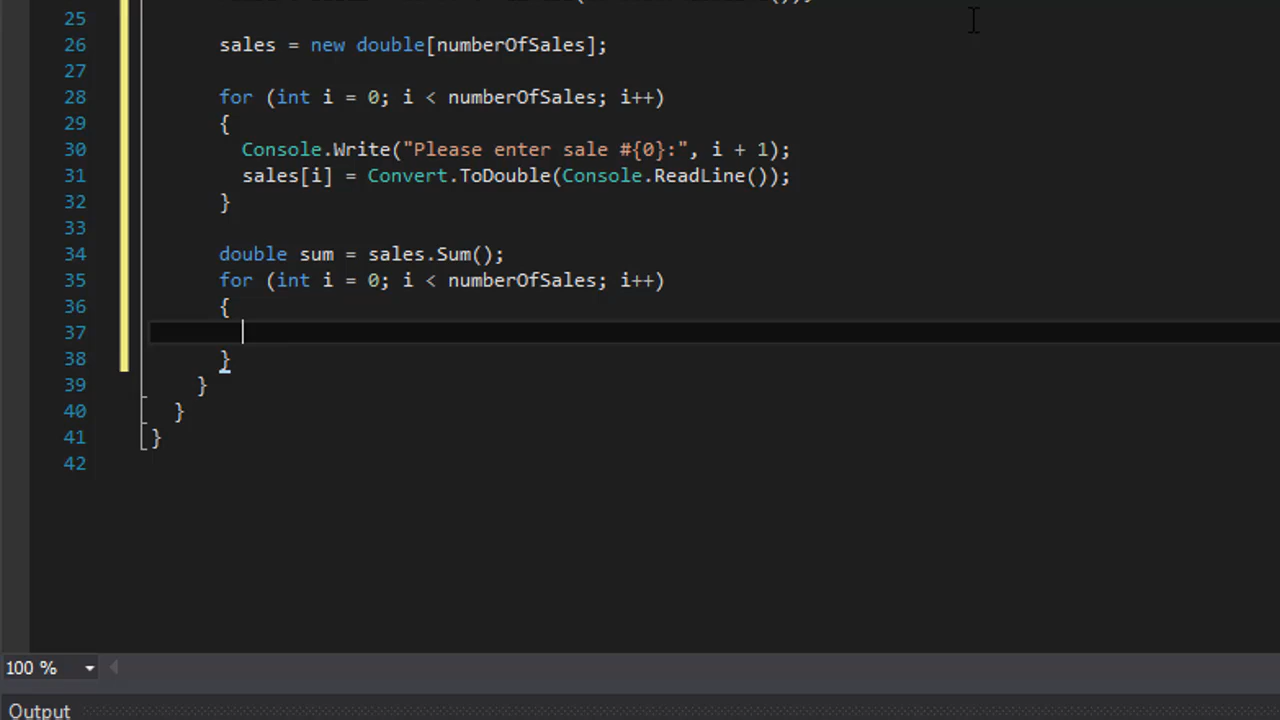 25
26 sales = new double[numberOfSales];
27
28 for (int i = 0; i < numberOfSales; i++)
29 {
30 Console.Write("Please enter sale #{0}:", i + 1);
31 sales[i] = Convert.ToDouble(Console.ReadLine());
32 }
33
34 double sum = sales.Sum();
35 for (int i = 0; i < numberOfSales; i++)
36 {
37
38 }
39 }
40 }
41 }
42
100 %
Output